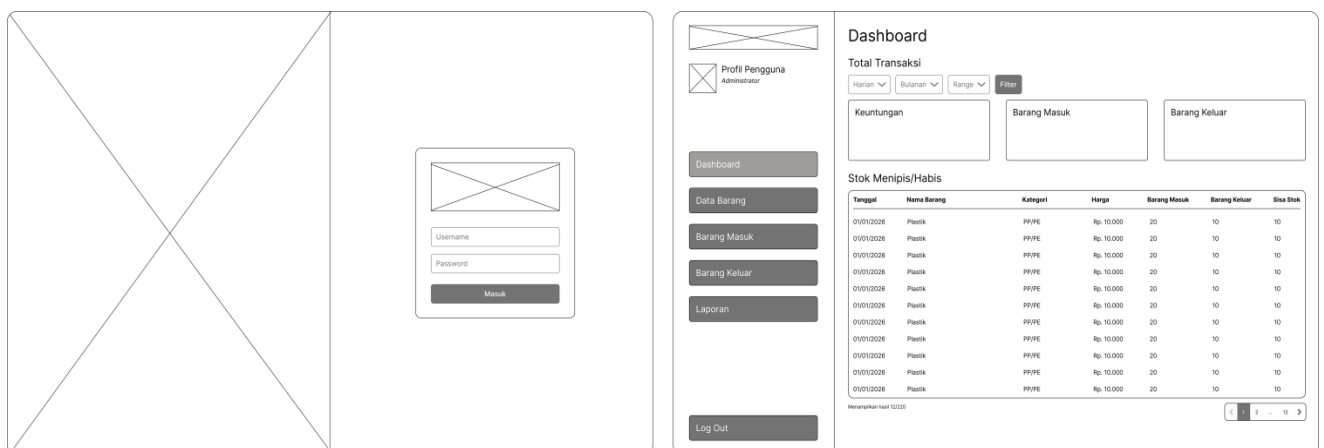 Username
Password
Masuk
Profil Pengguna
Administrator
Dashboard
Data Barang
Barang Masuk
Barang Keluar
Laporan
Log Out
Dashboard
Total Transaksi
Harian Bulanan Range Filter
Keuntungan Barang Masuk Barang Keluar
Stok Menipis/Habis
Tanggal Nama Barang Kategori Harga Barang Masuk Barang Keluar Sisa Stok
01/01/2026 Plastik PP/PE Rp. 10.000 20 10 10
01/01/2026 Plastik PP/PE Rp. 10.000 20 10 10
01/01/2026 Plastik PP/PE Rp. 10.000 20 10 10
01/01/2026 Plastik PP/PE Rp. 10.000 20 10 10
01/01/2026 Plastik PP/PE Rp. 10.000 20 10 10
01/01/2026 Plastik PP/PE Rp. 10.000 20 10 10
01/01/2026 Plastik PP/PE Rp. 10.000 20 10 10
01/01/2026 Plastik PP/PE Rp. 10.000 20 10 10
01/01/2026 Plastik PP/PE Rp. 10.000 20 10 10
01/01/2026 Plastik PP/PE Rp. 10.000 20 10 10
01/01/2026 Plastik PP/PE Rp. 10.000 20 10 10
Menampilkan hasil 12/220
< 1 2 ... 12 >